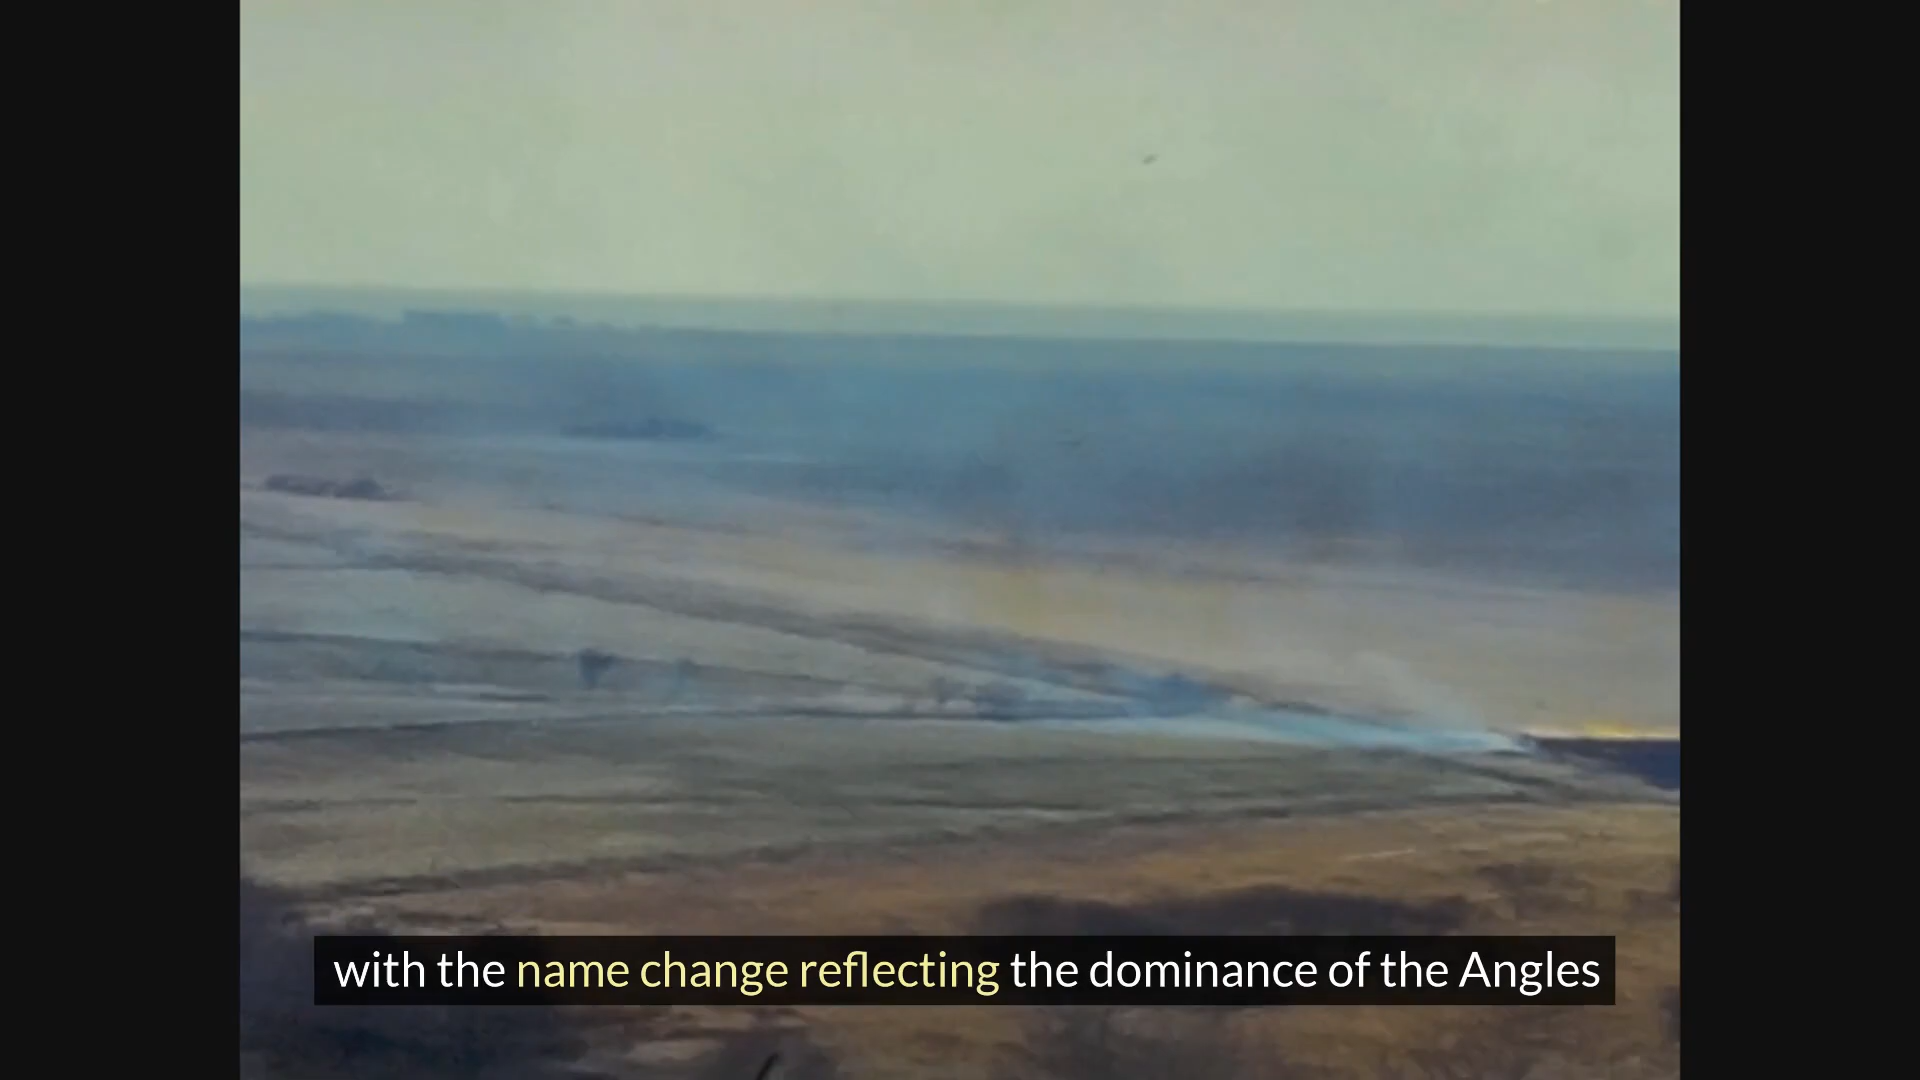 with the name change reflecting the dominance of the Angles